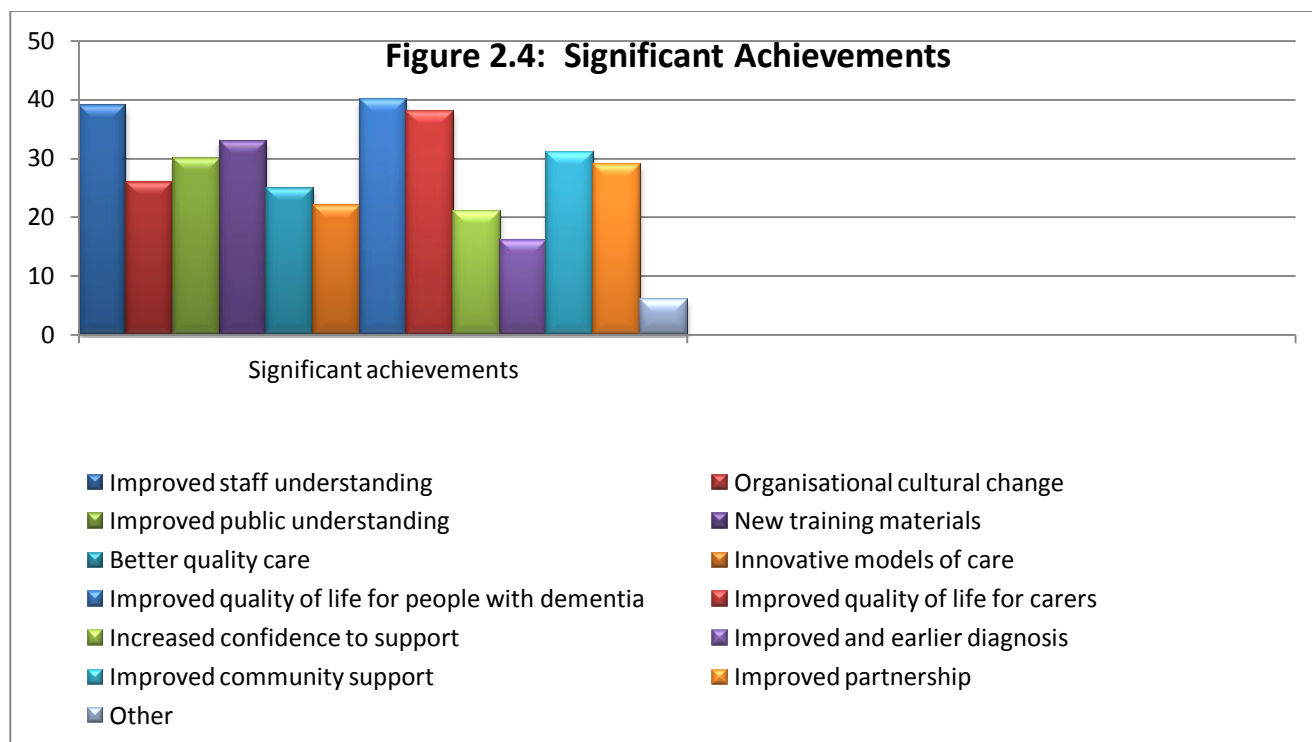 Figure 2.4: Significant Achievements
50
40
30
20
10
0
Significant achievements
Improved staff understanding
Organisational cultural change
Improved public understanding
New training materials
Better quality care
Innovative models of care
Improved quality of life for people with dementia
Improved quality of life for carers
Increased confidence to support
Improved and earlier diagnosis
Improved community support
Improved partnership
Other